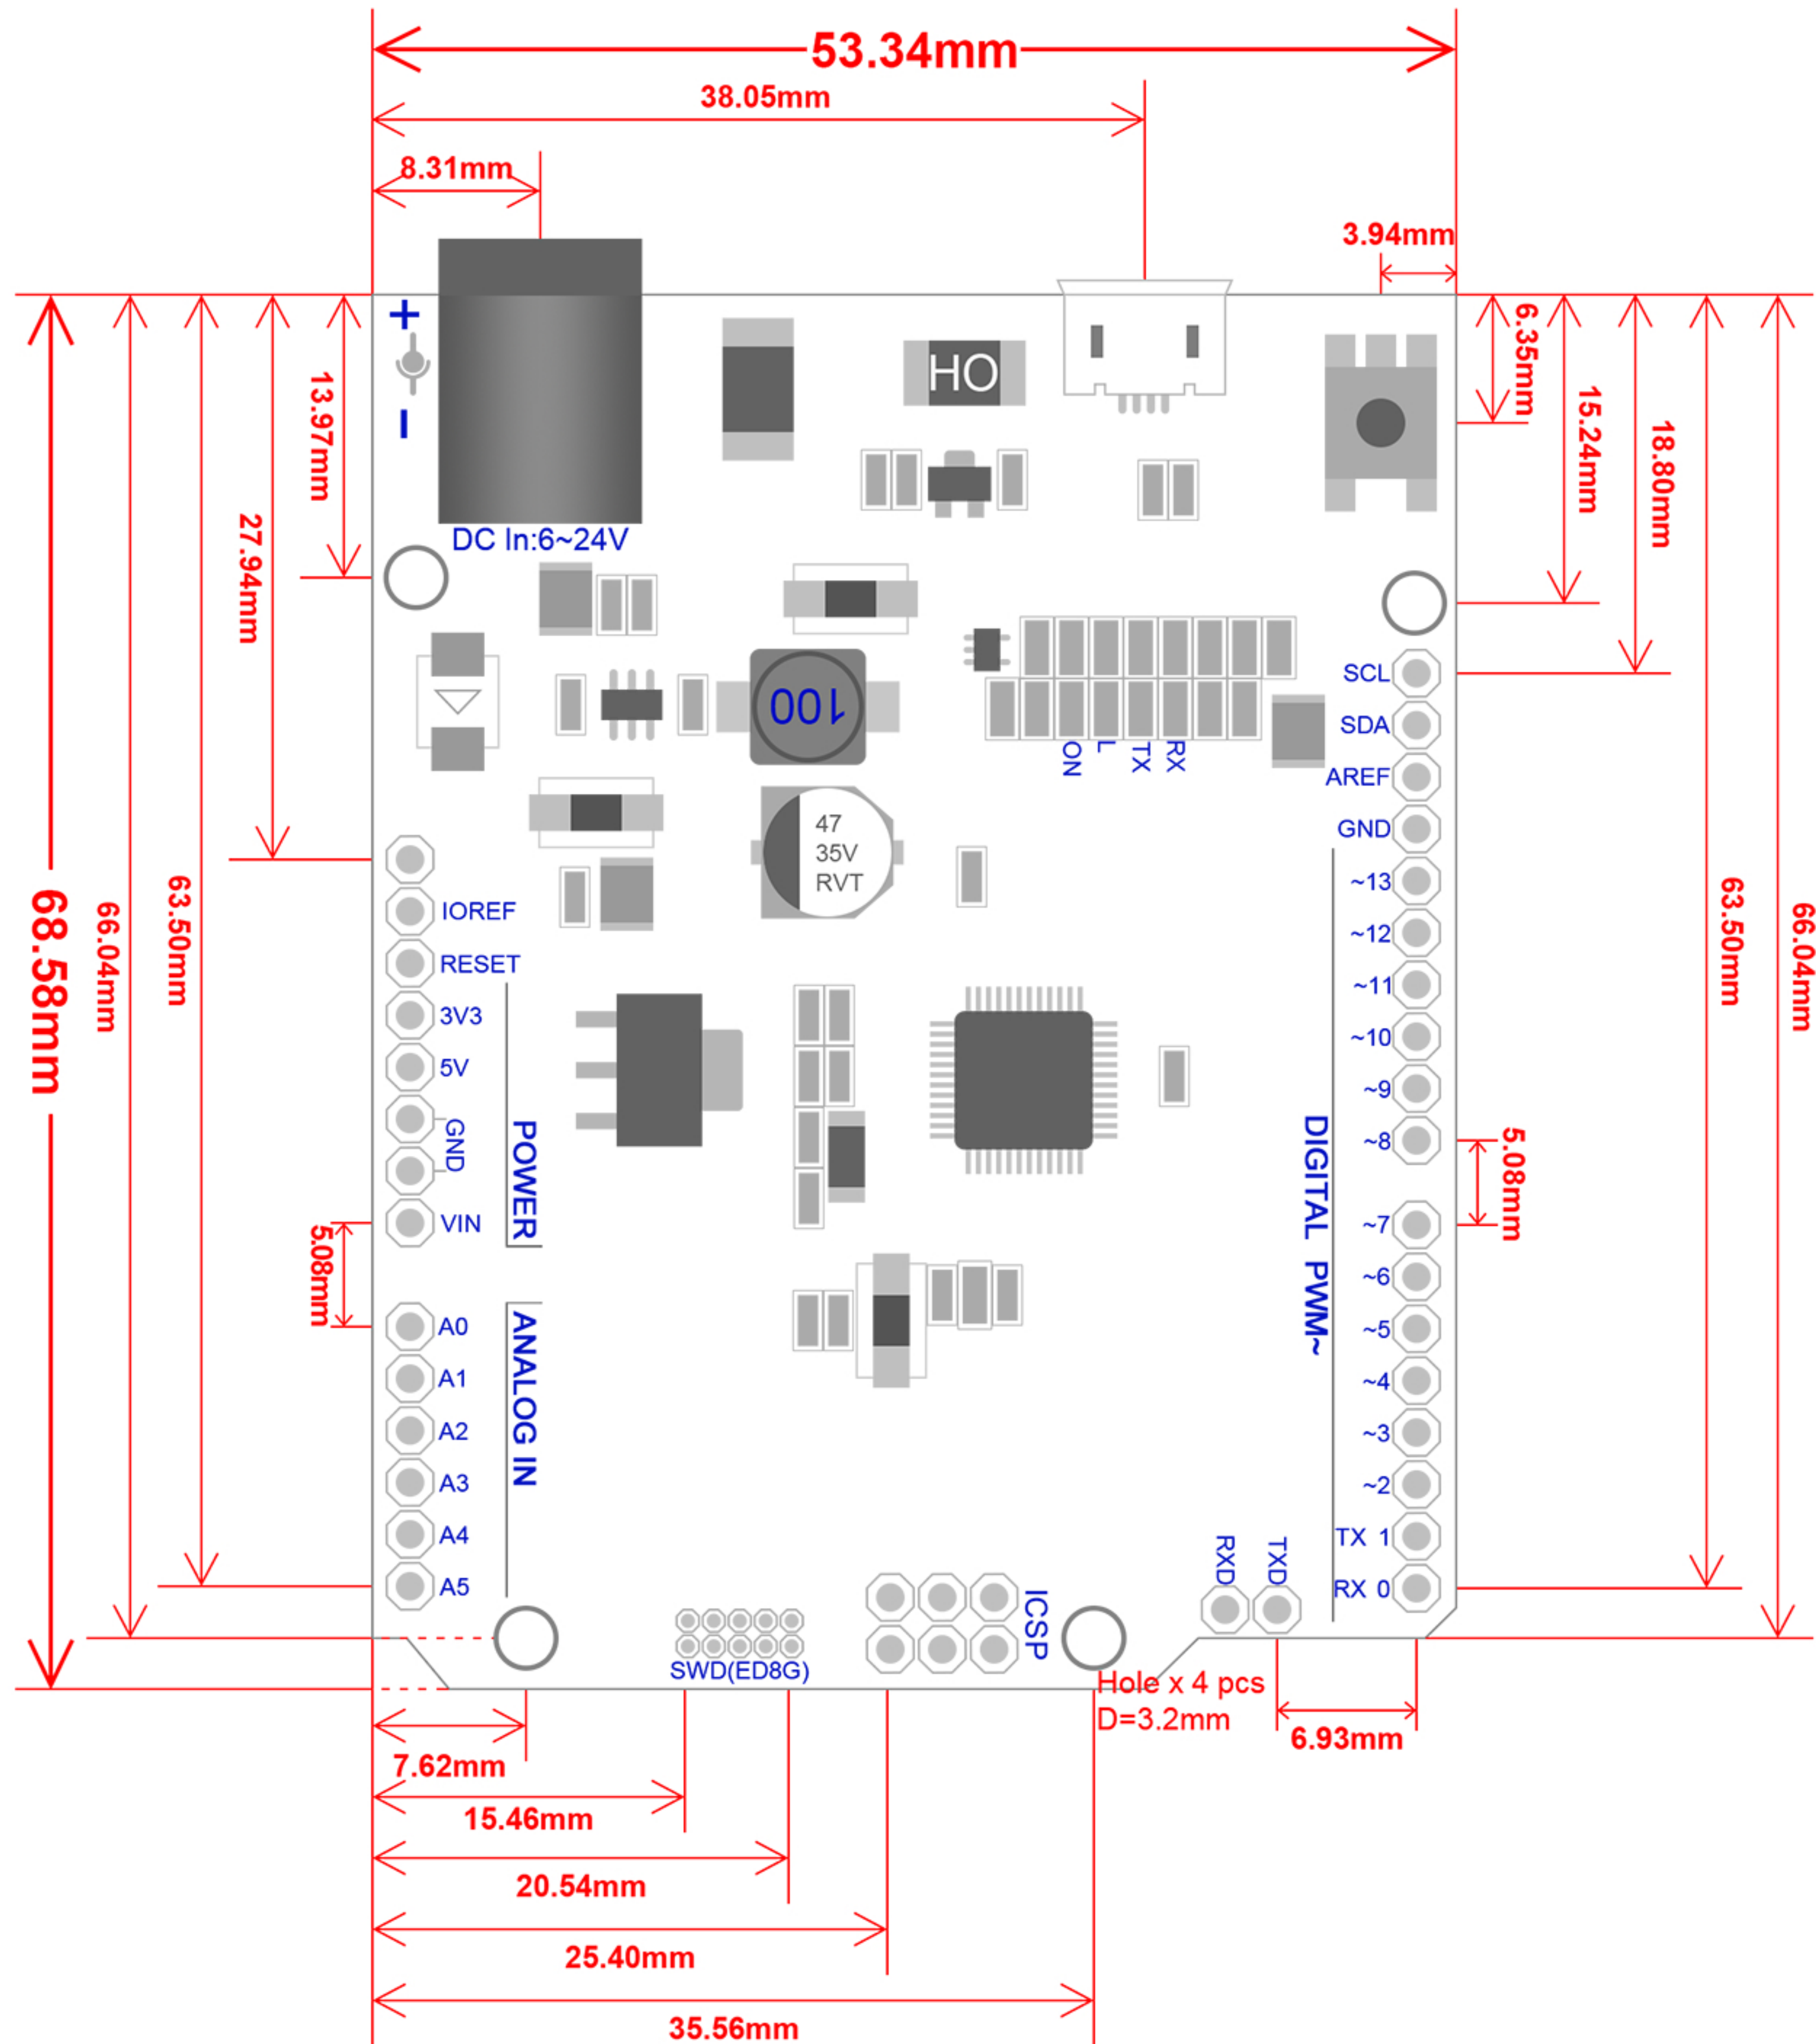 53.34mm
38.05mm
8.31mm
3.94mm
+
−
HO
6.35mm
13.97mm
15.24mm
18.80mm
27.94mm
DC In:6~24V
SCL
100
SDA
ON
L
TX
RX
AREF
47
35V
RVT
GND
~13
IOREF
~12
RESET
~11
68.58mm
66.04mm
63.50mm
63.50mm
66.04mm
3V3
~10
5V
~9
GND
~8
POWER
DIGITAL PWM~
5.08mm
VIN
~7
5.08mm
~6
A0
~5
ANALOG IN
A1
~4
A2
~3
A3
~2
A4
TX 1
RXD
TXD
A5
RX 0
ICSP
SWD(ED8G)
Hole x 4 pcs
D=3.2mm
6.93mm
7.62mm
15.46mm
20.54mm
25.40mm
35.56mm